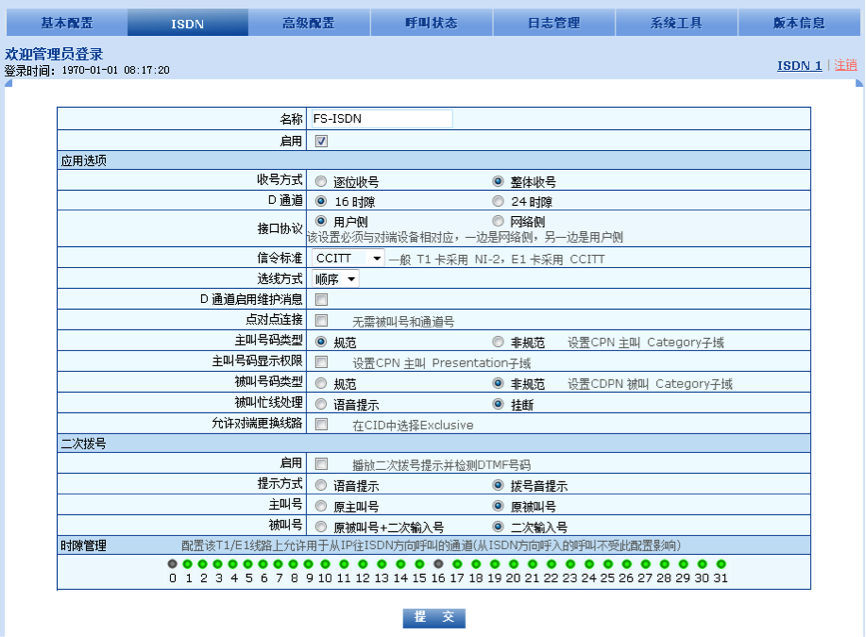 基本配置 ISDN 高级配置 呼叫状态 日志管理 系统工具 版本信息
欢迎管理员登录
登录时间: 1970-01-01 08:17:20
ISDN 1 | 注销
名称 FS-ISDN
启用
应用选项
收号方式 逐位收号 整体收号
D 通道 16 时隙 24 时隙
接口协议 用户侧 网络侧
该设置必须与对端设备相对应，一边是网络侧，另一边是用户侧
信令标准 CCITT 一般 T1 卡采用 NI-2，E1 卡采用 CCITT
选线方式 顺序
D 通道启用维护消息
点对点连接 无需被叫号和通道号
主叫号码类型 规范 非规范 设置CPN 主叫 Category子域
主叫号码显示权限 设置CPN 主叫 Presentation子域
被叫号码类型 规范 非规范 设置CDPN 被叫 Category子域
被叫忙线处理 语音提示 挂断
允许对端更换线路 在CID中选择Exclusive
二次拨号
启用 播放二次拨号提示并检测DTMF号码
提示方式 语音提示 拨号音提示
主叫号 原主叫号 原被叫号
被叫号 原被叫号+二次输入号 二次输入号
时隙管理 配置该T1/E1线路上允许用于从IP往ISDN方向呼叫的通道(从ISDN方向呼入的呼叫不受此配置影响)
0 1 2 3 4 5 6 7 8 9 10 11 12 13 14 15 16 17 18 19 20 21 22 23 24 25 26 27 28 29 30 31
提 交